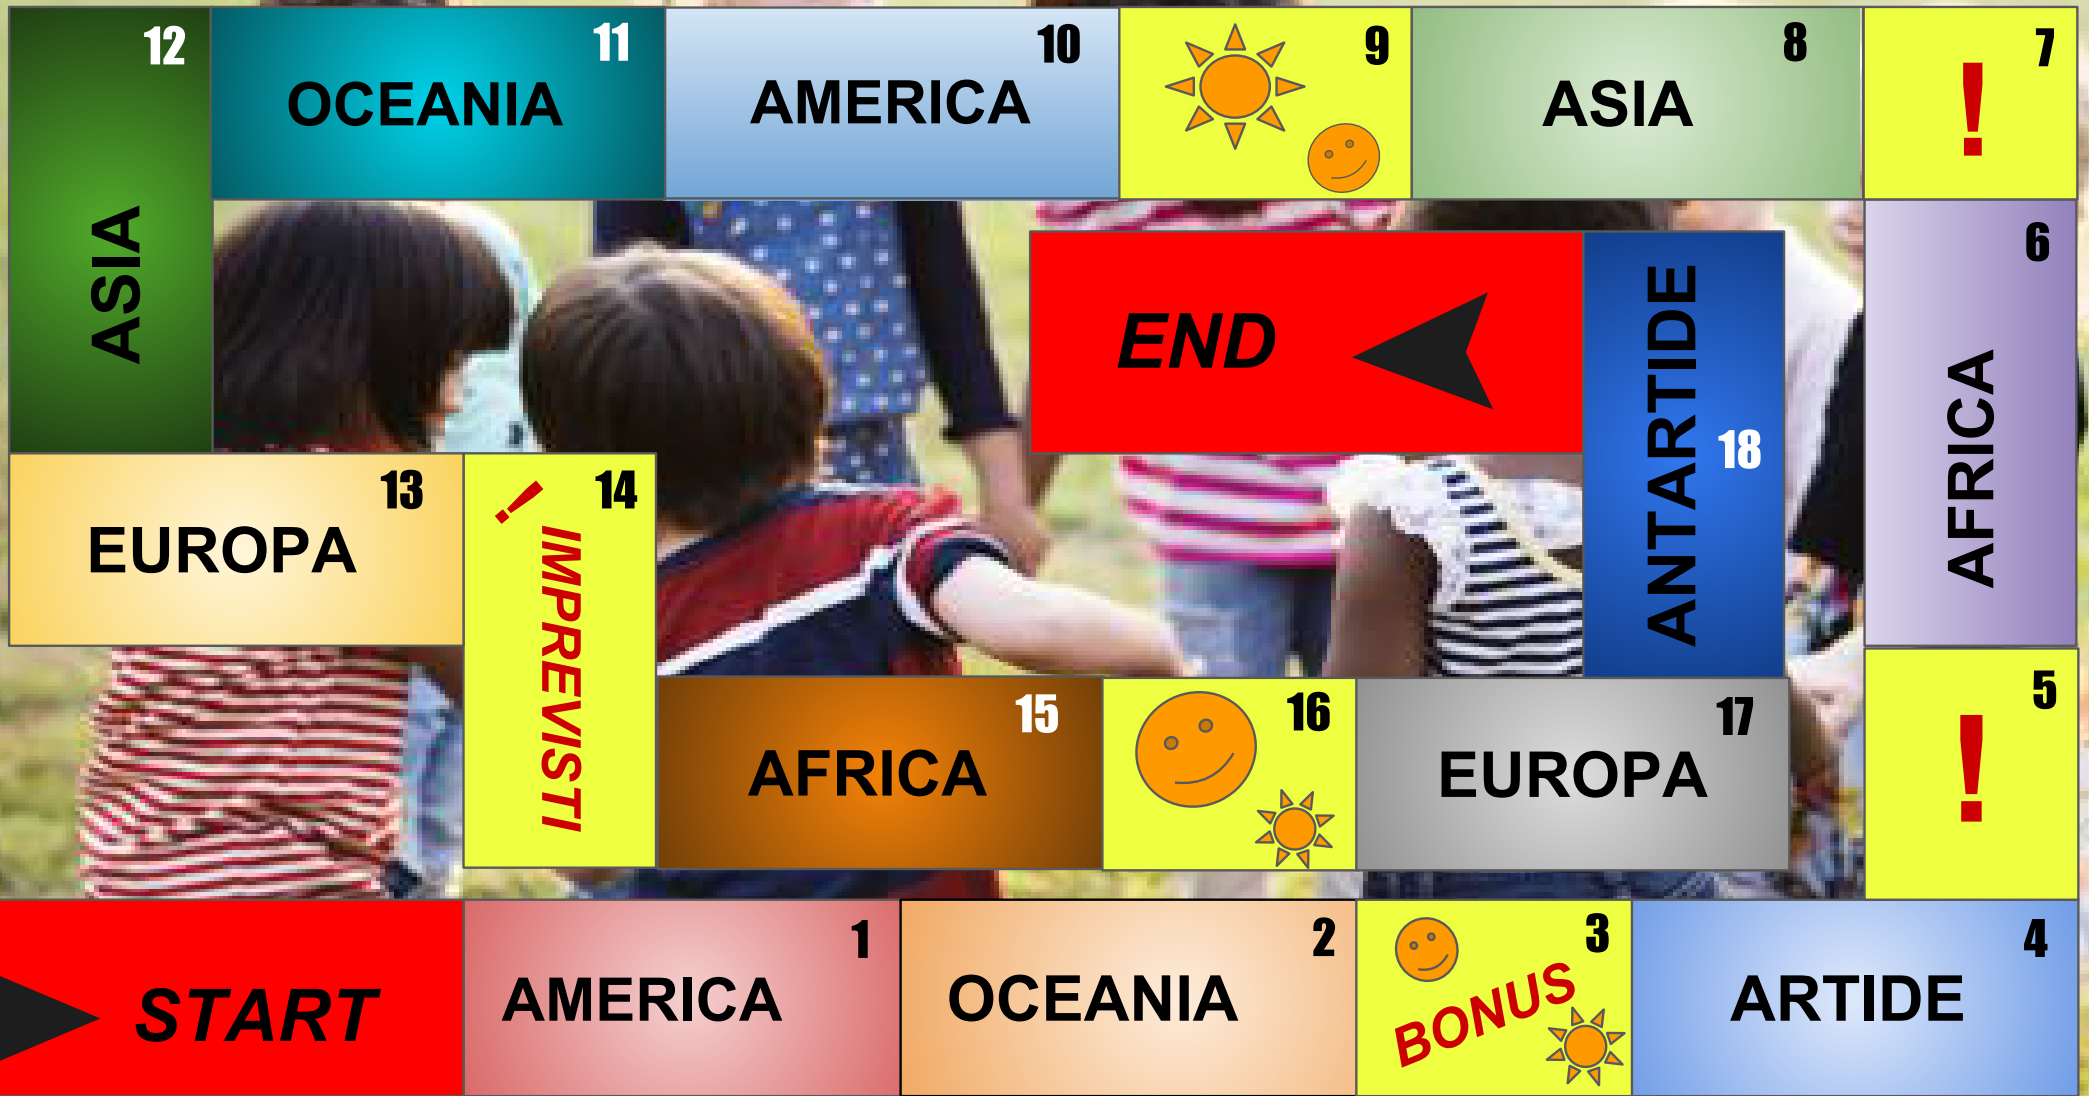 12
ASIA
11
OCEANIA
10
AMERICA
9
8
ASIA
7
!
6
AFRICA
END
ANTARTIDE
18
13
EUROPA
14
! IMPREVISTI
15
AFRICA
16
17
EUROPA
5
!
START
1
AMERICA
2
OCEANIA
3
BONUS
4
ARTIDE